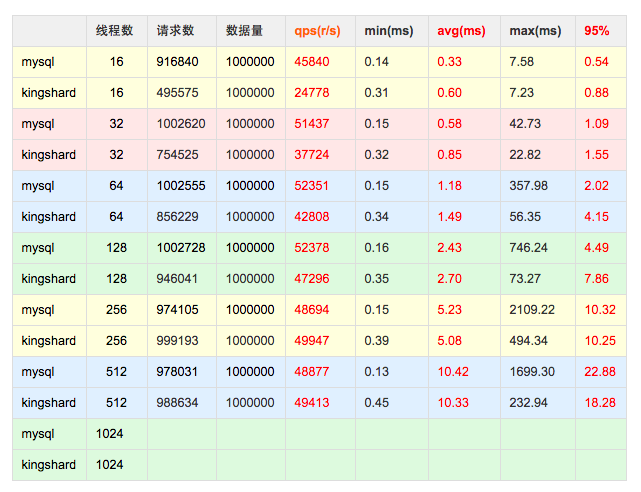 线程数 请求数 数据量 qps(r/s) min(ms) avg(ms) max(ms) 95%
mysql 16 916840 1000000 45840 0.14 0.33 7.58 0.54
kingshard 16 495575 1000000 24778 0.31 0.60 7.23 0.88
mysql 32 1002620 1000000 51437 0.15 0.58 42.73 1.09
kingshard 32 754525 1000000 37724 0.32 0.85 22.82 1.55
mysql 64 1002555 1000000 52351 0.15 1.18 357.98 2.02
kingshard 64 856229 1000000 42808 0.34 1.49 56.35 4.15
mysql 128 1002728 1000000 52378 0.16 2.43 746.24 4.49
kingshard 128 946041 1000000 47296 0.35 2.70 73.27 7.86
mysql 256 974105 1000000 48694 0.15 5.23 2109.22 10.32
kingshard 256 999193 1000000 49947 0.39 5.08 494.34 10.25
mysql 512 978031 1000000 48877 0.13 10.42 1699.30 22.88
kingshard 512 988634 1000000 49413 0.45 10.33 232.94 18.28
mysql 1024
kingshard 1024